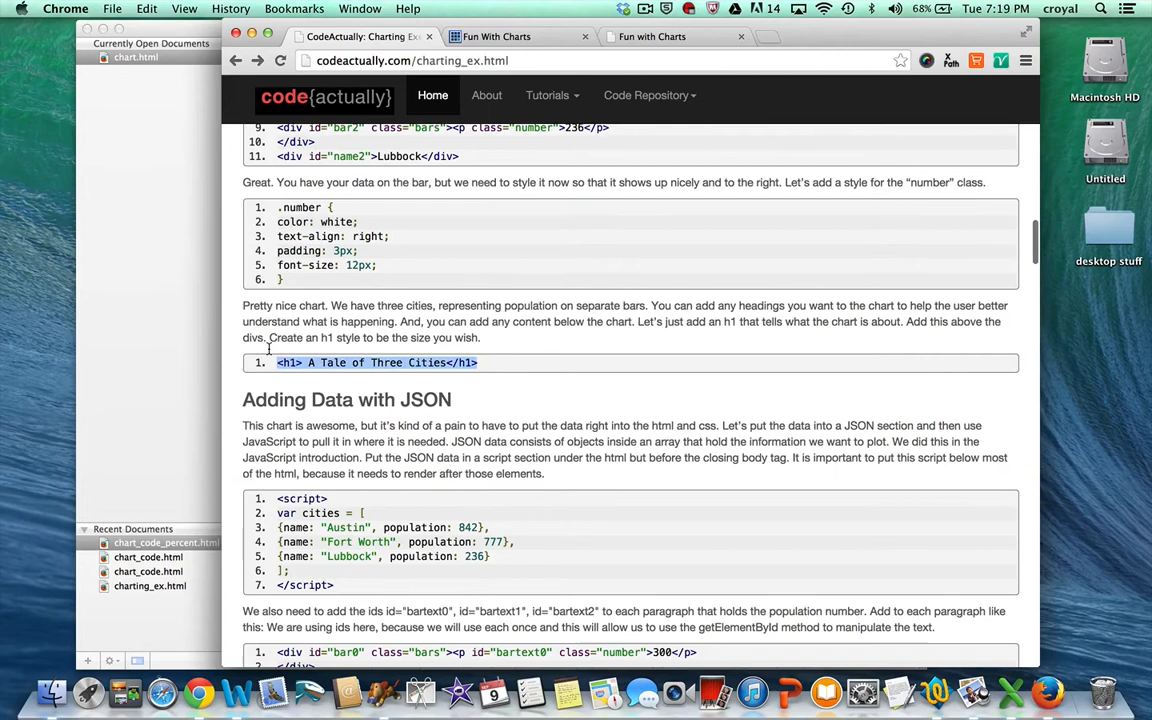 Chrome File Edit View History Bookmarks Window Help 14 68% Tue 7:19 PM croyal
Currently Open Documents
chart.html
CodeActually: Charting Ex
Fun With Charts
Fun with Charts
codeactually.com/charting_ex.html
X Path
Macintosh HD
code{actually} Home About Tutorials Code Repository
9. <div id="bar2" class="bars"><p class="number">236</p>
10. </div>
11. <div id="name2">Lubbock</div>
Untitled
Great. You have your data on the bar, but we need to style it now so that it shows up nicely and to the right. Let's add a style for the “number” class.
1. .number {
2. color: white;
3. text-align: right;
4. padding: 3px;
5. font-size: 12px;
6. }
desktop stuff
Pretty nice chart. We have three cities, representing population on separate bars. You can add any headings you want to the chart to help the user better
understand what is happening. And, you can add any content below the chart. Let's just add an h1 that tells what the chart is about. Add this above the
divs. Create an h1 style to be the size you wish.
1. <h1> A Tale of Three Cities</h1>
Adding Data with JSON
This chart is awesome, but it's kind of a pain to have to put the data right into the html and css. Let's put the data into a JSON section and then use
JavaScript to pull it in where it is needed. JSON data consists of objects inside an array that hold the information we want to plot. We did this in the
JavaScript introduction. Put the JSON data in a script section under the html but before the closing body tag. It is important to put this script below most
of the html, because it needs to render after those elements.
1. <script>
2. var cities = [
3. {name: "Austin", population: 842},
4. {name: "Fort Worth", population: 777},
5. {name: "Lubbock", population: 236}
6. ];
7. </script>
Recent Documents
chart_code_percent.html
chart_code.html
chart_code.html
charting_ex.html
We also need to add the ids id="bartext0", id="bartext1", id="bartext2" to each paragraph that holds the population number. Add to each paragraph like
this: We are using ids here, because we will use each once and this will allow us to use the getElementById method to manipulate the text.
1. <div id="bar0" class="bars"><p id="bartext0" class="number">300</p>
2. </div>